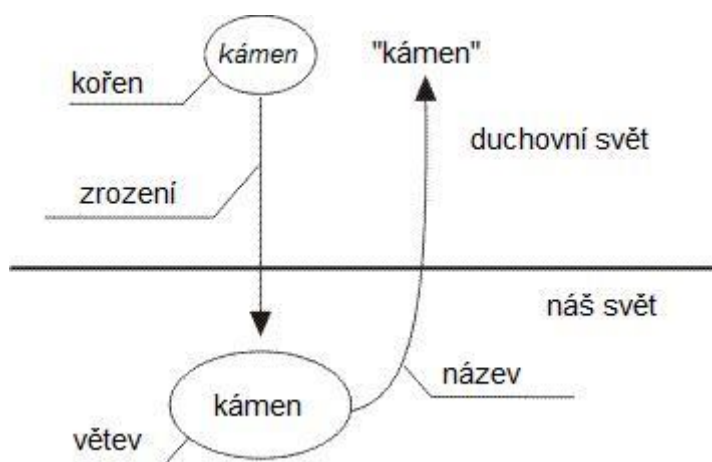 kámen
"kámen"
kořen
duchovní svět
zrození
náš svět
název
kámen
větev